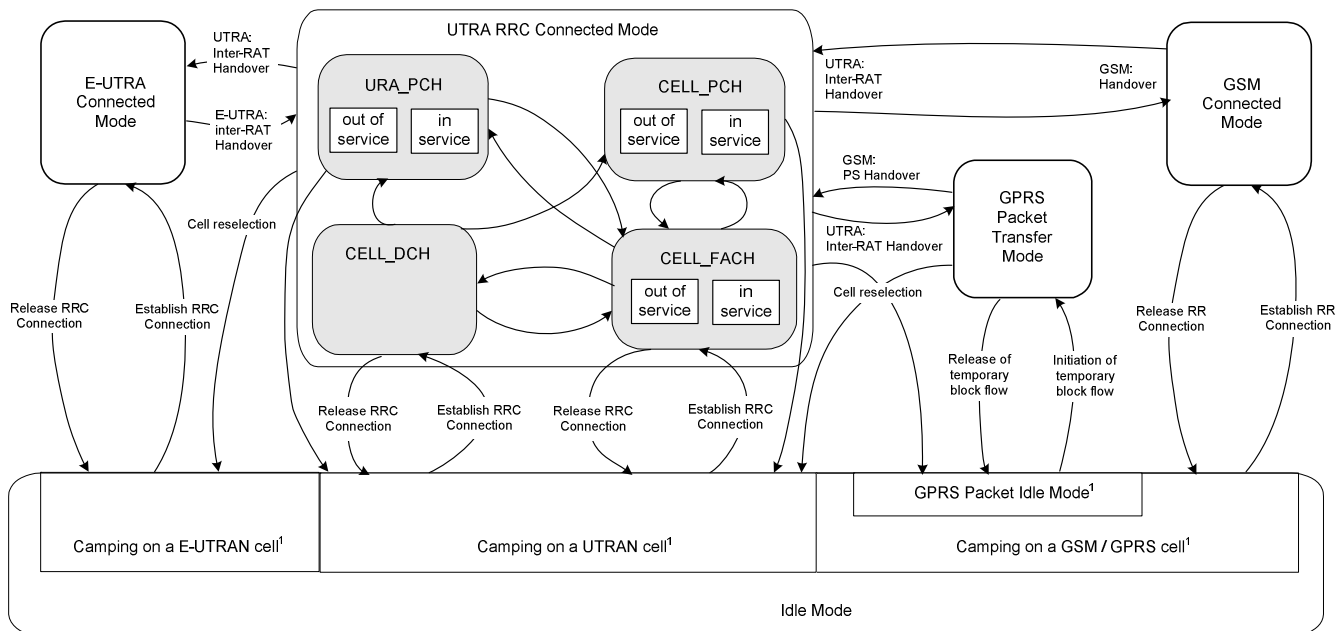 UTRA RRC Connected Mode
E-UTRA
Connected
Mode
UTRA:
Inter-RAT
Handover
E-UTRA:
inter-RAT
Handover
URA_PCH
out of
service
in
service
CELL_PCH
out of
service
in
service
CELL_DCH
CELL_FACH
out of
service
in
service
UTRA:
Inter-RAT
Handover
GSM:
Handover
GSM
Connected
Mode
GSM:
PS Handover
UTRA:
Inter-RAT Handover
GPRS
Packet
Transfer
Mode
Cell reselection
Cell reselection
Release RRC
Connection
Establish RRC
Connection
Release RRC
Connection
Establish RRC
Connection
Release RRC
Connection
Establish RRC
Connection
Release of
temporary
block flow
Initiation of
temporary
block flow
Release RR
Connection
Establish RR
Connection
GPRS Packet Idle Mode¹
Camping on a E-UTRAN cell¹
Camping on a UTRAN cell¹
Camping on a GSM / GPRS cell¹
Idle Mode